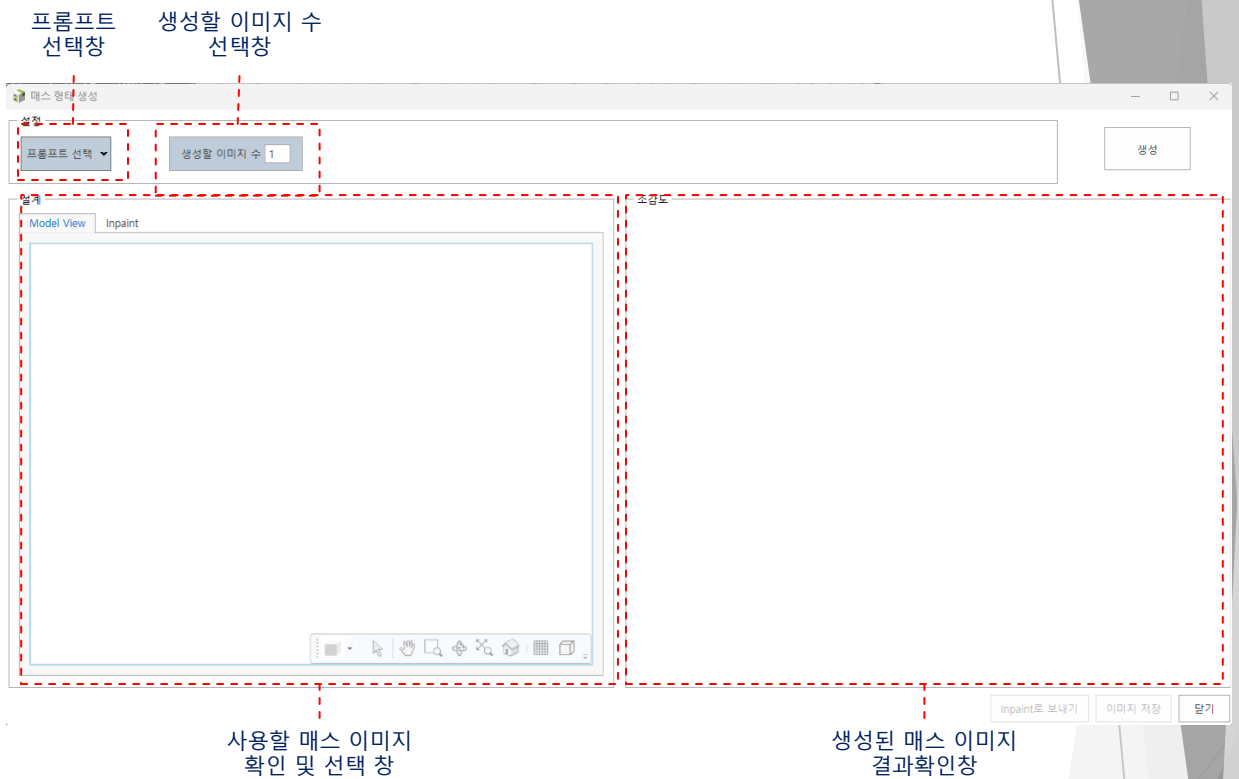 프롬프트
선택창
생성할 이미지 수
선택창
매스 형태 생성
설정
프롬프트 선택
생성할 이미지 수 1
생성
설계
Model View
Inpaint
조감도
Inpaint로 보내기
이미지 저장
닫기
사용할 매스 이미지
확인 및 선택 창
생성된 매스 이미지
결과확인창